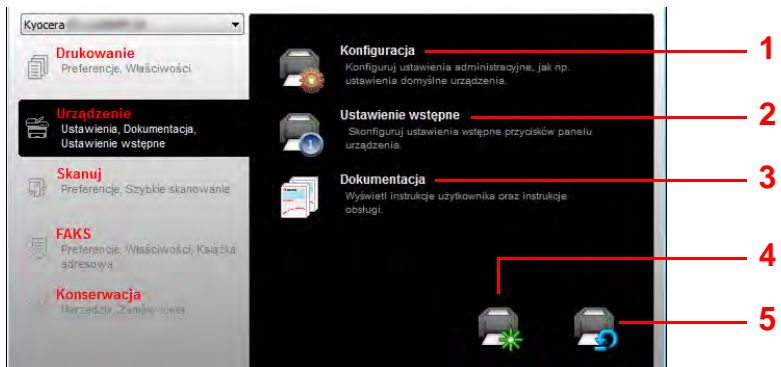 Kyocera
Drukowanie
Preferencje, Właściwości
Urządzenie
Ustawienia, Dokumentacja,
Ustawienie wstępne
Skanuj
Preferencje, Szybkie skanowanie
FAKS
Preferencje, Właściwości, Książka
adresowa
Konserwacja
Narzędzia, Zamów toner
Konfiguracja
Konfiguruj ustawienia administracyjne, jak np.
ustawienia domyślne urządzenia.
Ustawienie wstępne
Skonfiguruj ustawienia wstępne przycisków panelu
urządzenia.
Dokumentacja
Wyświetl instrukcje użytkownika oraz instrukcje
obsługi.
1
2
3
4
5